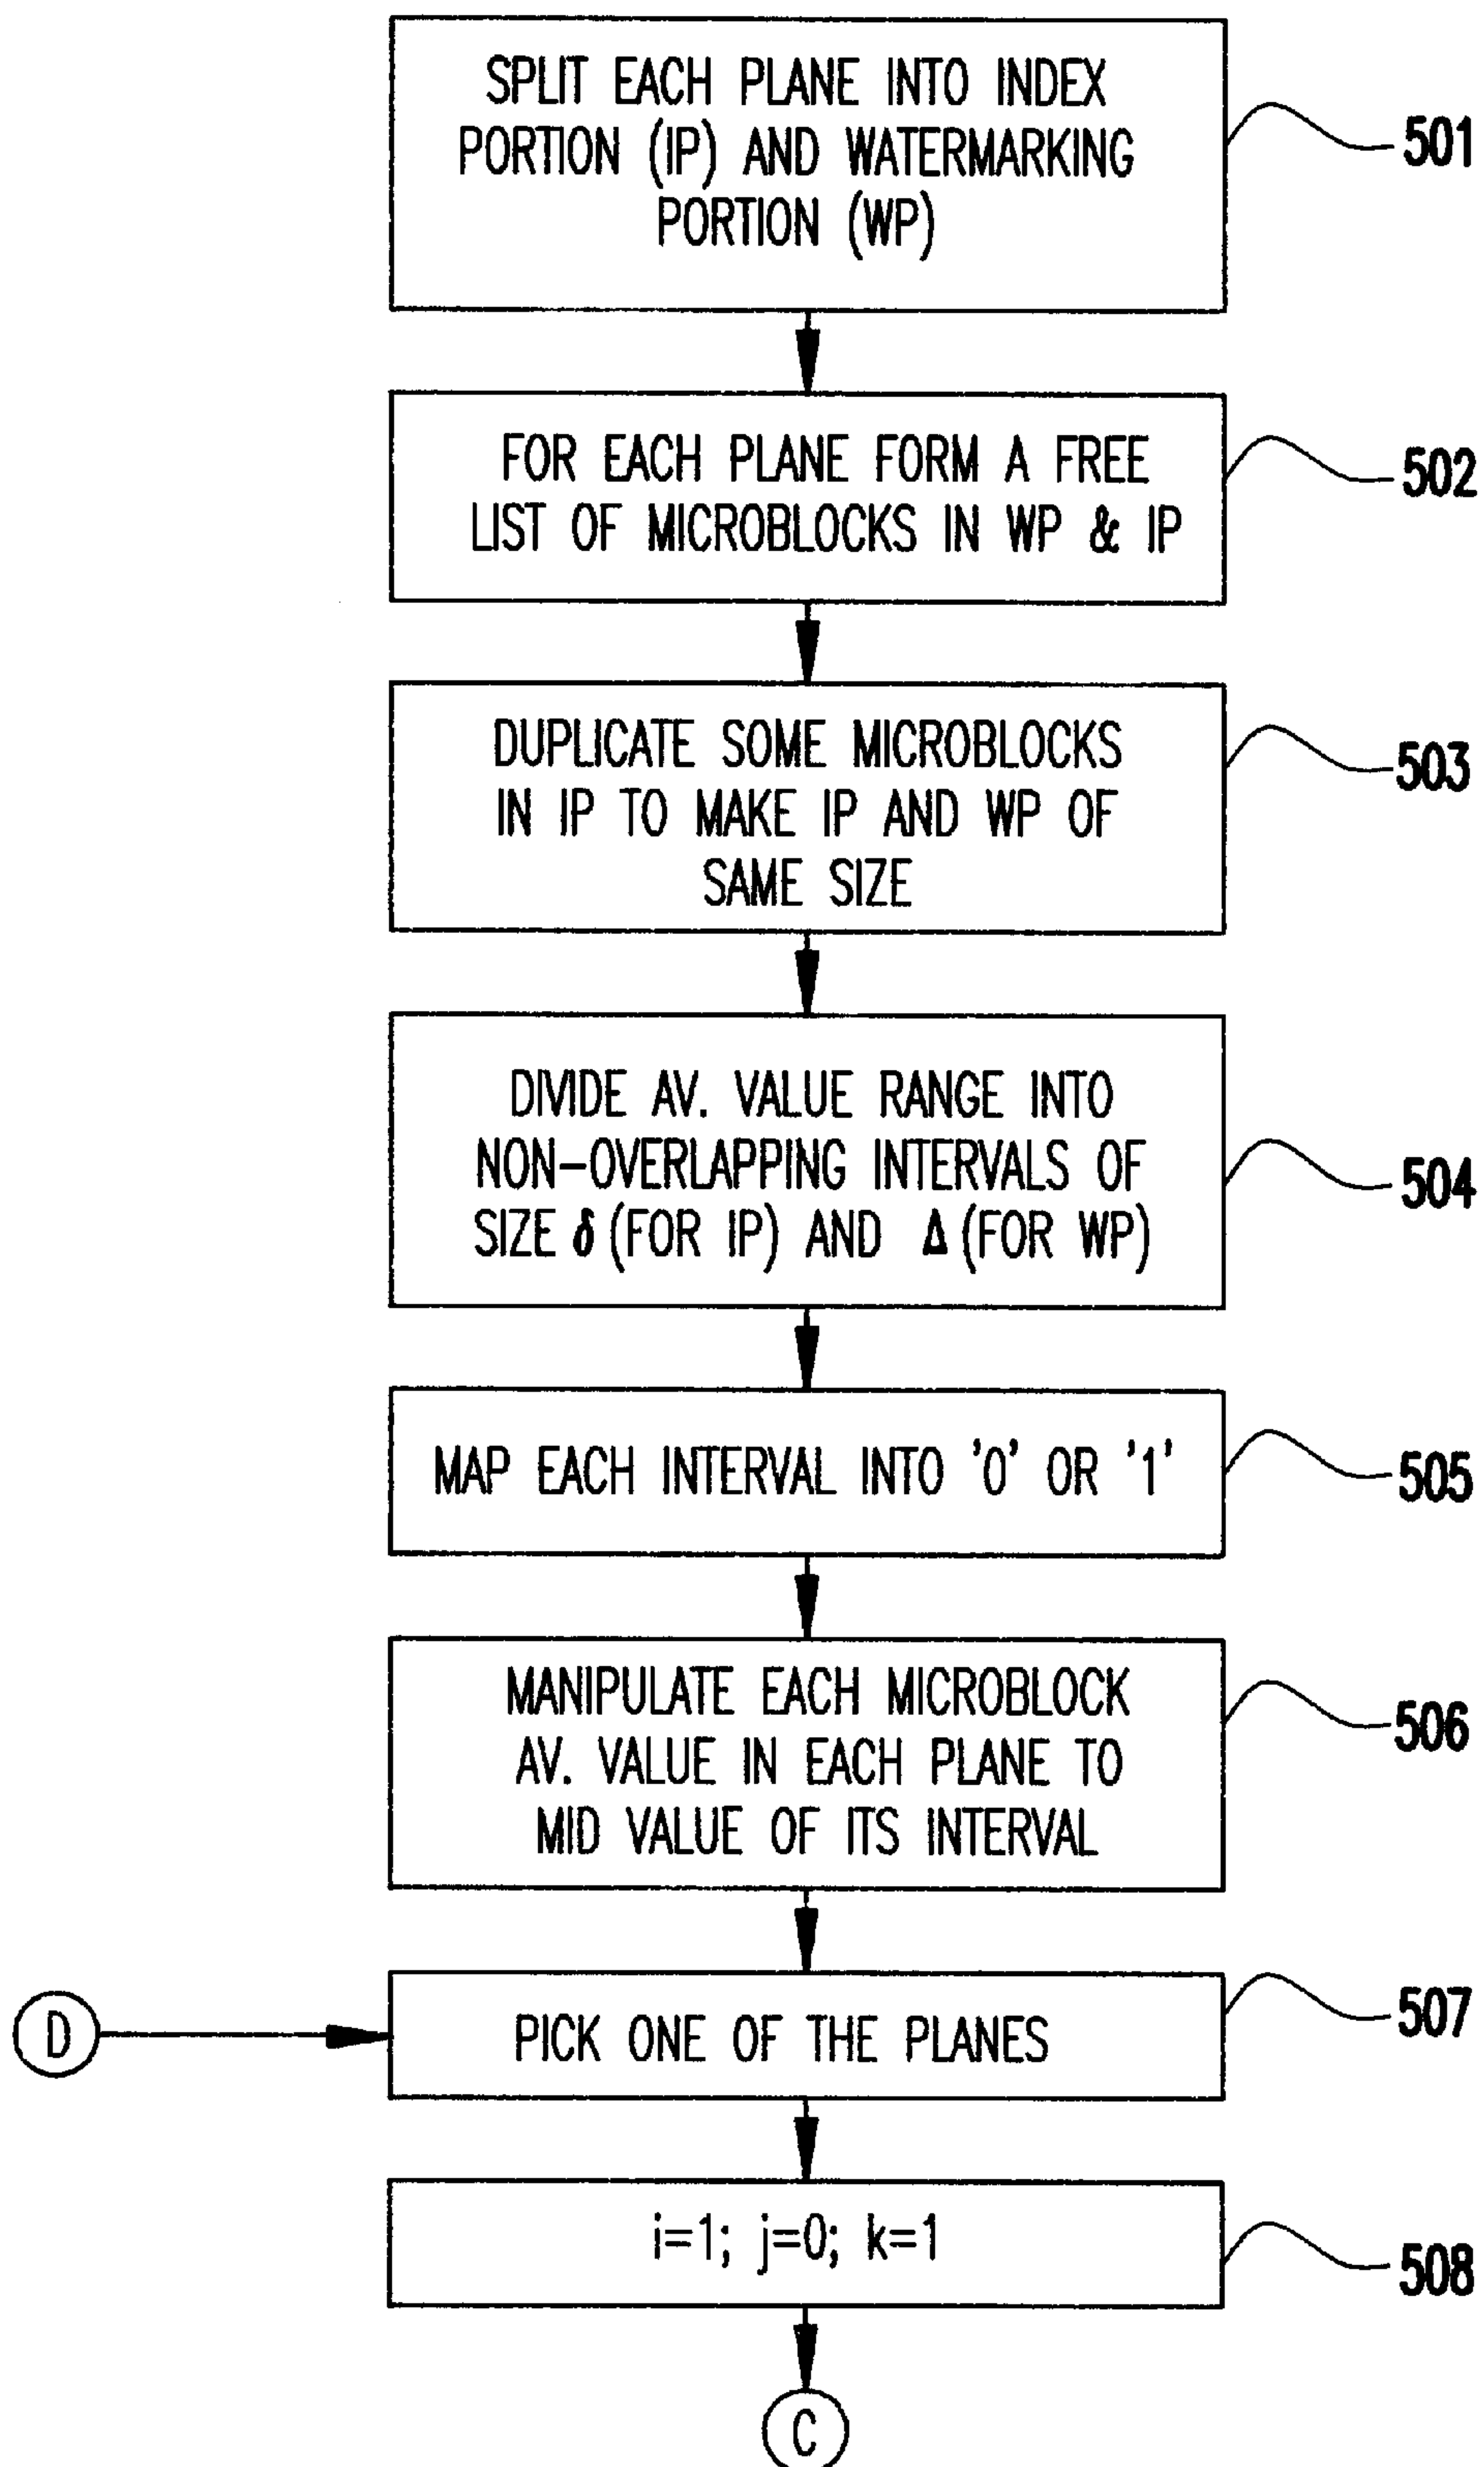 SPLIT EACH PLANE INTO INDEX
PORTION (IP) AND WATERMARKING
PORTION (WP)
501
FOR EACH PLANE FORM A FREE
LIST OF MICROBLOCKS IN WP & IP
502
DUPLICATE SOME MICROBLOCKS
IN IP TO MAKE IP AND WP OF
SAME SIZE
503
DIVIDE AV. VALUE RANGE INTO
NON-OVERLAPPING INTERVALS OF
SIZE δ (FOR IP) AND Δ (FOR WP)
504
MAP EACH INTERVAL INTO '0' OR '1'
505
MANIPULATE EACH MICROBLOCK
AV. VALUE IN EACH PLANE TO
MID VALUE OF ITS INTERVAL
506
D
PICK ONE OF THE PLANES
507
i=1; j=0; k=1
508
C